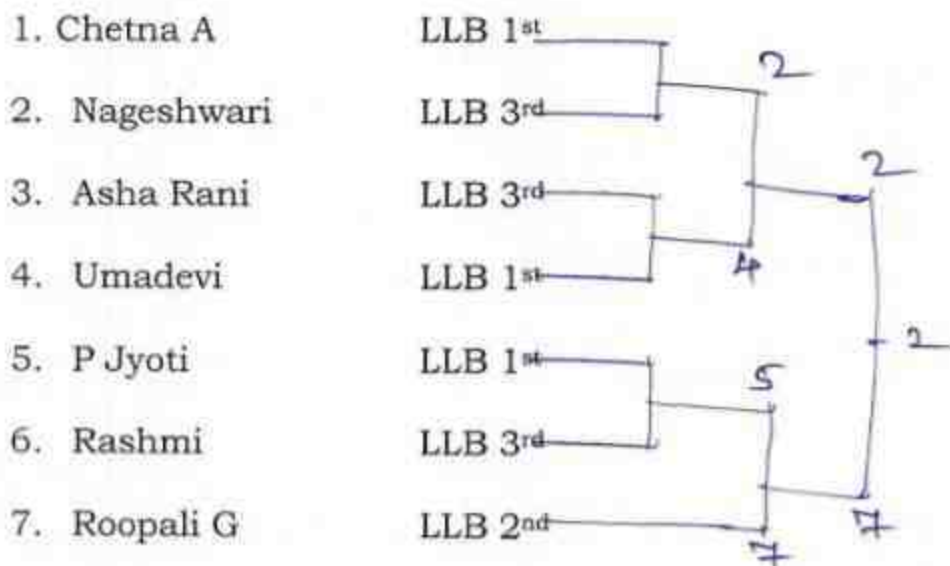 1. Chetna A LLB 1st
2
2. Nageshwari LLB 3rd
2
3. Asha Rani LLB 3rd
4
4. Umadevi LLB 1st
2
5. P Jyoti LLB 1st
5
6. Rashmi LLB 3rd
7. Roopali G LLB 2nd
7 7